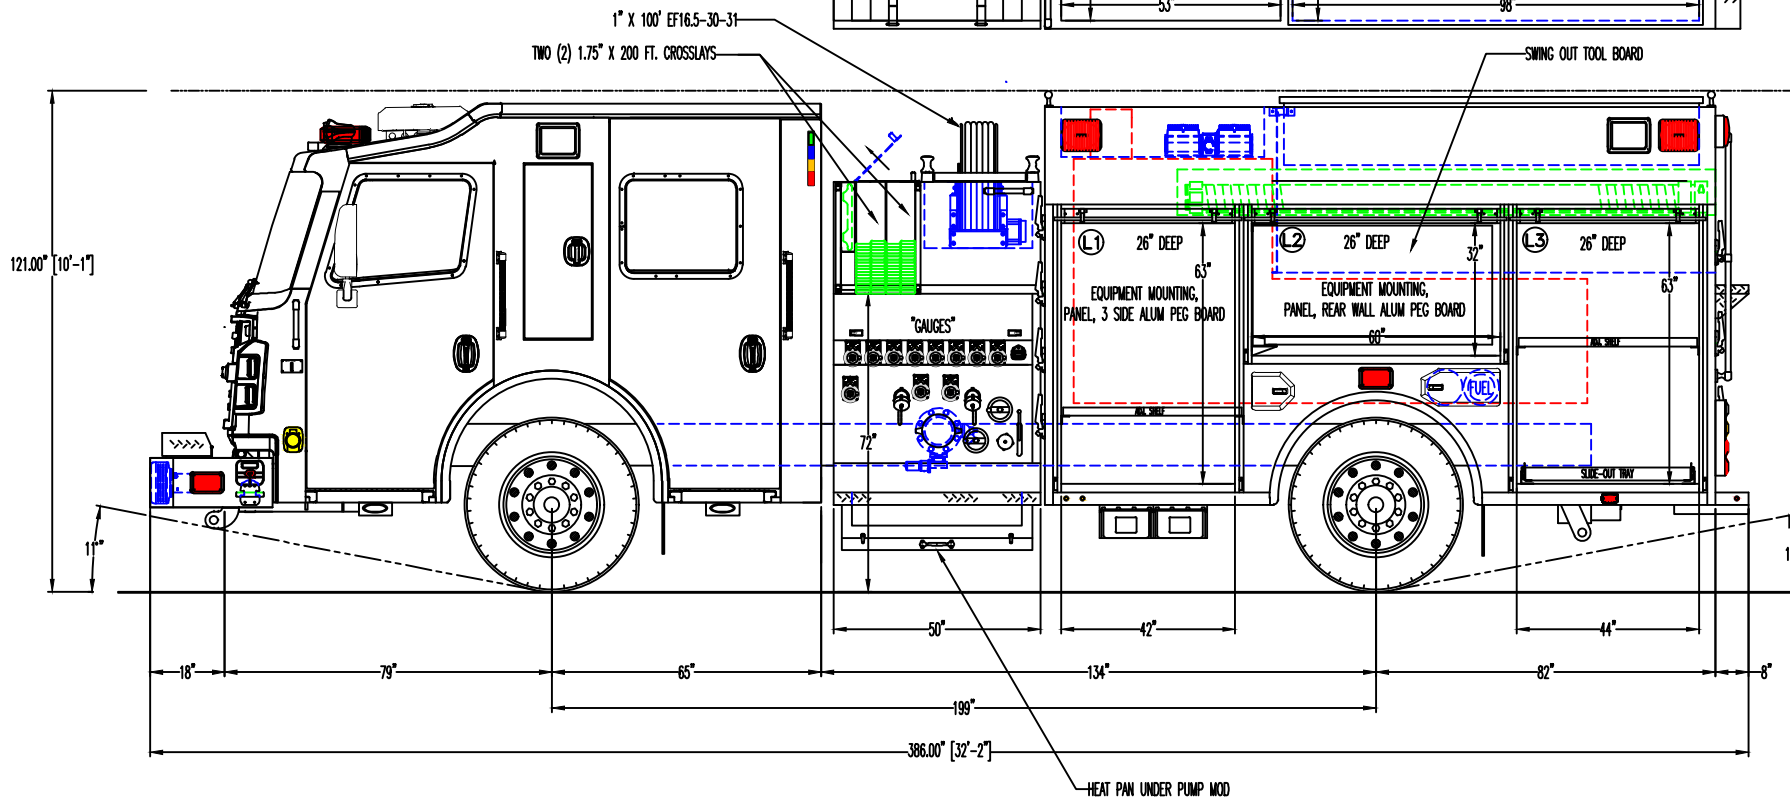 53"
98"
1" X 100' EF16.5-30-31
TWO (2) 1.75" X 200 FT. CROSSLAYS
SWING OUT TOOL BOARD
121.00" [10'-1"]
L1
26" DEEP
L2
26" DEEP
L3
26" DEEP
32"
63"
63"
EQUIPMENT MOUNTING,
PANEL, 3 SIDE ALUM PEG BOARD
EQUIPMENT MOUNTING,
PANEL, REAR WALL ALUM PEG BOARD
"GAUGES"
60"
ADJ. SHELF
FUEL
ADJ. SHELF
72"
SLIDE-OUT TRAY
11°
50"
42"
44"
18"
79"
65"
134"
82"
8"
199"
386.00" [32'-2"]
HEAT PAN UNDER PUMP MOD